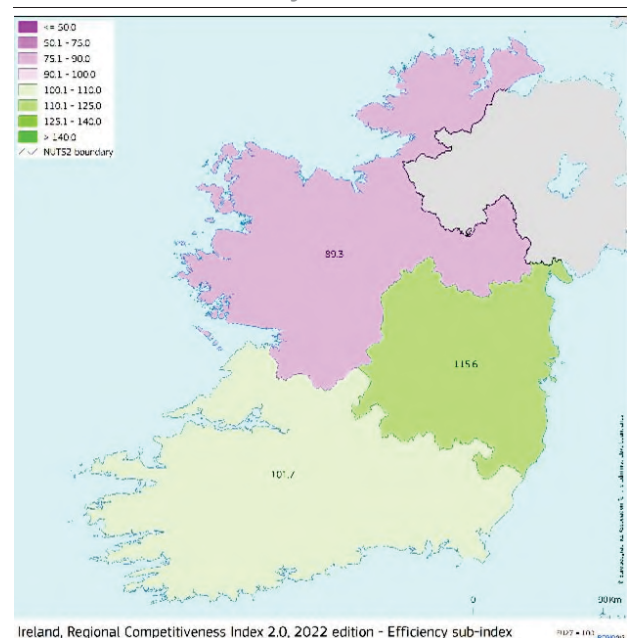 <= 50.0
50.1 - 75.0
75.1 - 90.0
90.1 - 100.0
100.1 - 110.0
110.1 - 125.0
125.1 - 140.0
> 140.0
NUTS2 boundary
89.3
115.6
101.7
0 90 Km
Ireland, Regional Competitiveness Index 2.0, 2022 edition - Efficiency sub-index